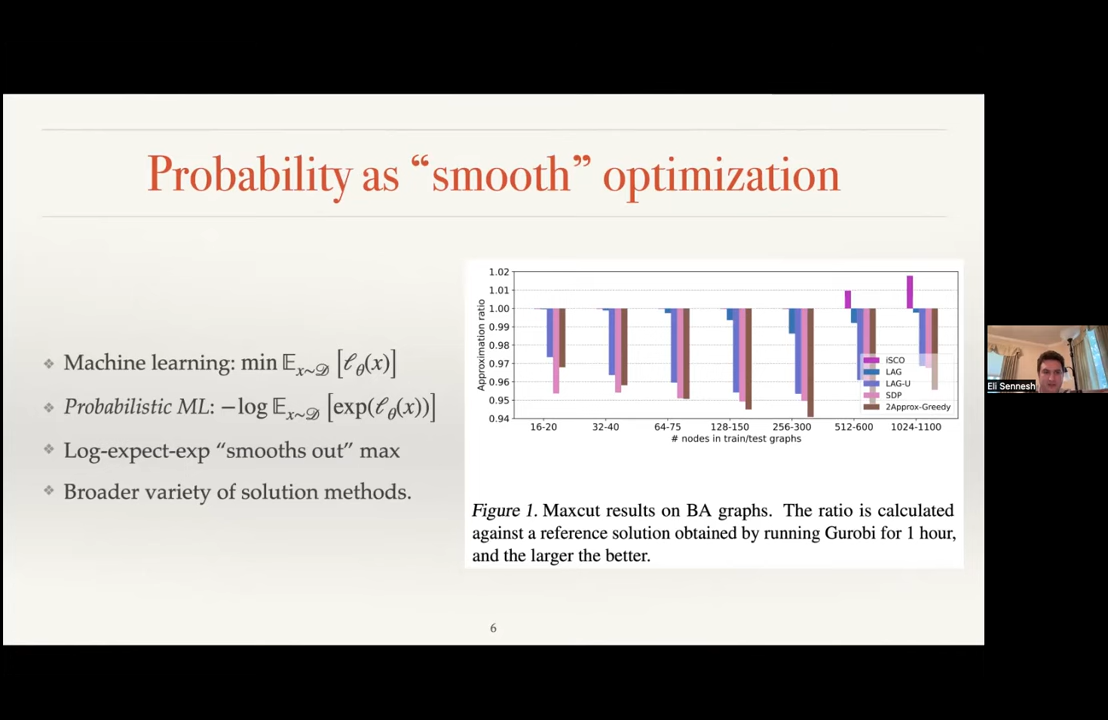 Probability as “smooth” optimization
❖ Machine learning: min 𝔼ₓ∼𝒟 [ℓθ(x)]
❖ Probabilistic ML: −log 𝔼ₓ∼𝒟 [exp(ℓθ(x))]
❖ Log-expect-exp “smooths out” max
❖ Broader variety of solution methods.
Approximation ratio
1.02
1.01
1.00
0.99
0.98
0.97
0.96
0.95
0.94
iSCO
LAG
LAG-U
SDP
2Approx-Greedy
16-20 32-40 64-75 128-150 256-300 512-600 1024-1100
# nodes in train/test graphs
Figure 1. Maxcut results on BA graphs. The ratio is calculated
against a reference solution obtained by running Gurobi for 1 hour,
and the larger the better.
6
Eli Sennesh